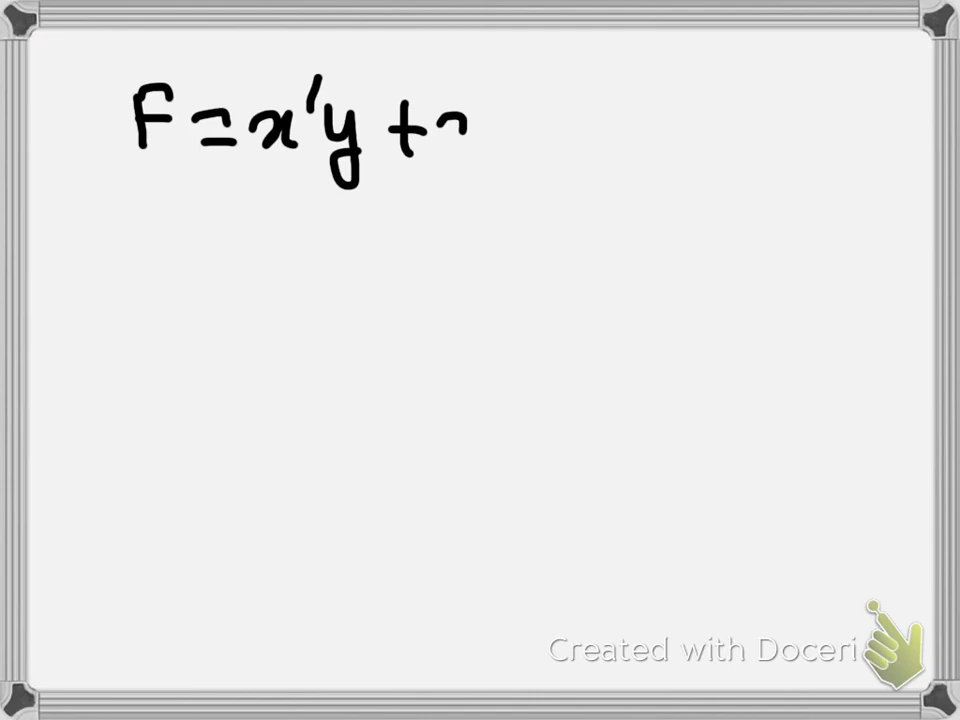 F = x'y +
Created with Doceri